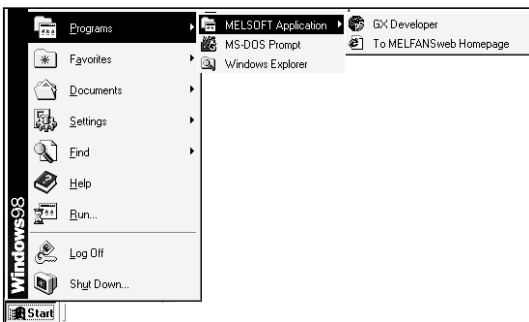 Programs
Favorites
Documents
Settings
Find
Help
Run...
Log Off
Shut Down...
Windows98
Start
MELSOFT Application
MS-DOS Prompt
Windows Explorer
GX Developer
To MELFANSweb Homepage